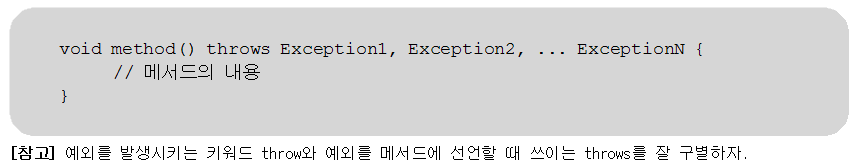 void method() throws Exception1, Exception2, ... ExceptionN {
// 메서드의 내용
}
[참고] 예외를 발생시키는 키워드 throw와 예외를 메서드에 선언할 때 쓰이는 throws를 잘 구별하자.